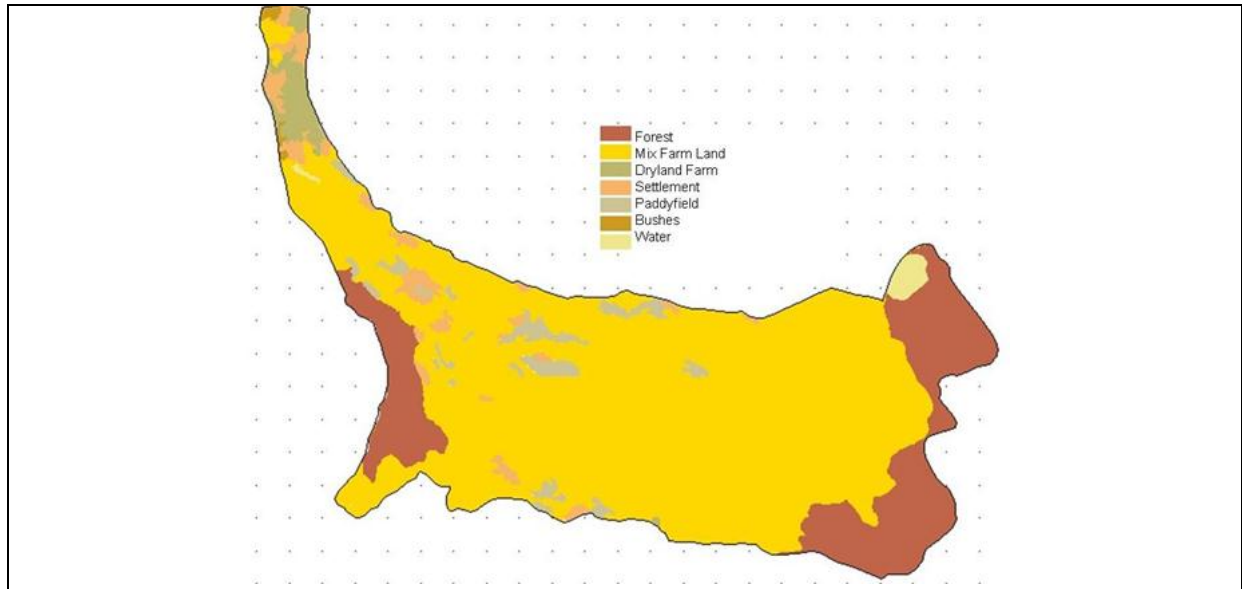 Forest
Mix Farm Land
Dryland Farm
Settlement
Paddyfield
Bushes
Water